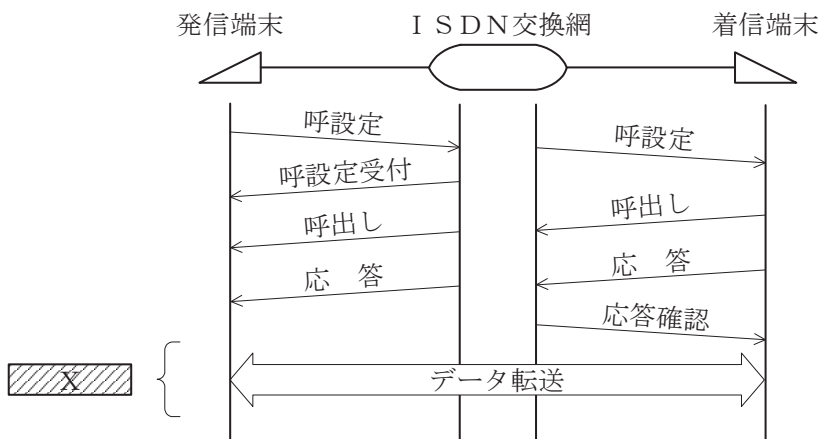 発信端末
ＩＳＤＮ交換網
着信端末
呼設定
呼設定
呼設定受付
呼出し
呼出し
応　答
応　答
応答確認
X
データ転送